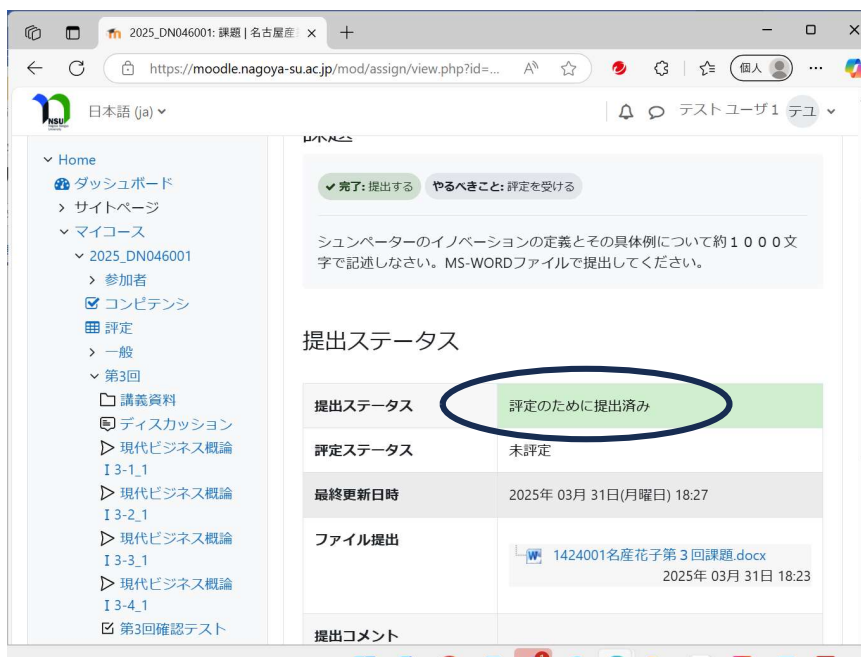 2025_DN046001: 課題 | 名古屋産
https://moodle.nagoya-su.ac.jp/mod/assign/view.php?id=...
個人
NSU
日本語 (ja)
テスト ユーザ 1 テユ
課題
Home
ダッシュボード
サイトページ
マイコース
2025_DN046001
参加者
コンピテンシ
評定
一般
第3回
講義資料
ディスカッション
現代ビジネス概論
I 3-1_1
現代ビジネス概論
I 3-2_1
現代ビジネス概論
I 3-3_1
現代ビジネス概論
I 3-4_1
第3回確認テスト
完了: 提出する やるべきこと: 評定を受ける
シュンペーターのイノベーションの定義とその具体例について約１０００文
字で記述しなさい。MS-WORDファイルで提出してください。
提出ステータス
提出ステータス 評定のために提出済み
評定ステータス 未評定
最終更新日時 2025年 03月 31日(月曜日) 18:27
ファイル提出 1424001名産花子第３回課題.docx
2025年 03月 31日 18:23
提出コメント